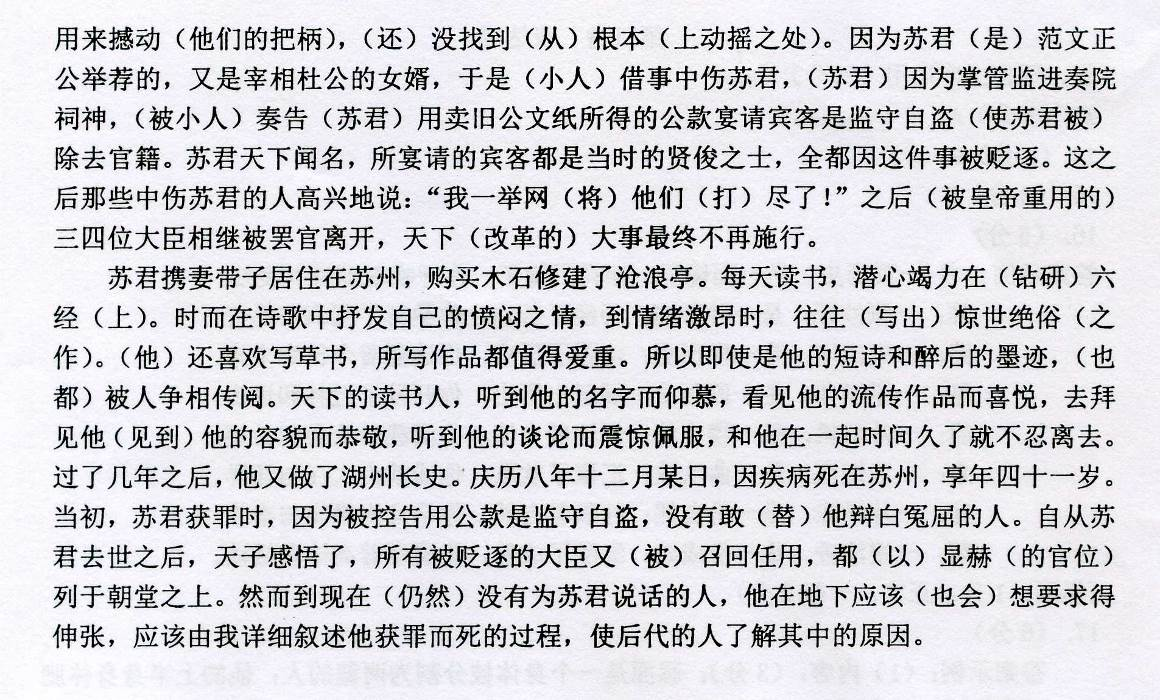 用来撼动（他们的把柄），（还）没找到（从）根本（上动摇之处）。因为苏君（是）范文正
公举荐的，又是宰相杜公的女婿，于是（小人）借事中伤苏君，（苏君）因为掌管监进奏院
祠神，（被小人）奏告（苏君）用卖旧公文纸所得的公款宴请宾客是监守自盗（使苏君被）
除去官籍。苏君天下闻名，所宴请的宾客都是当时的贤俊之士，全都因这件事被贬逐。这之
后那些中伤苏君的人高兴地说：“我一举网（将）他们（打）尽了！”之后（被皇帝重用的）
三四位大臣相继被罢官离开，天下（改革的）大事最终不再施行。
苏君携妻带子居住在苏州，购买木石修建了沧浪亭。每天读书，潜心竭力在（钻研）六
经（上）。时而在诗歌中抒发自己的愤闷之情，到情绪激昂时，往往（写出）惊世绝俗（之
作）。（他）还喜欢写草书，所写作品都值得爱重。所以即使是他的短诗和醉后的墨迹，（也
都）被人争相传阅。天下的读书人，听到他的名字而仰慕，看见他的流传作品而喜悦，去拜
见他（见到）他的容貌而恭敬，听到他的谈论而震惊佩服，和他在一起时间久了就不忍离去。
过了几年之后，他又做了湖州长史。庆历八年十二月某日，因疾病死在苏州，享年四十一岁。
当初，苏君获罪时，因为被控告用公款是监守自盗，没有敢（替）他辩白冤屈的人。自从苏
君去世之后，天子感悟了，所有被贬逐的大臣又（被）召回任用，都（以）显赫（的官位）
列于朝堂之上。然而到现在（仍然）没有为苏君说话的人，他在地下应该（也会）想要求得
伸张，应该由我详细叙述他获罪而死的过程，使后代的人了解其中的原因。